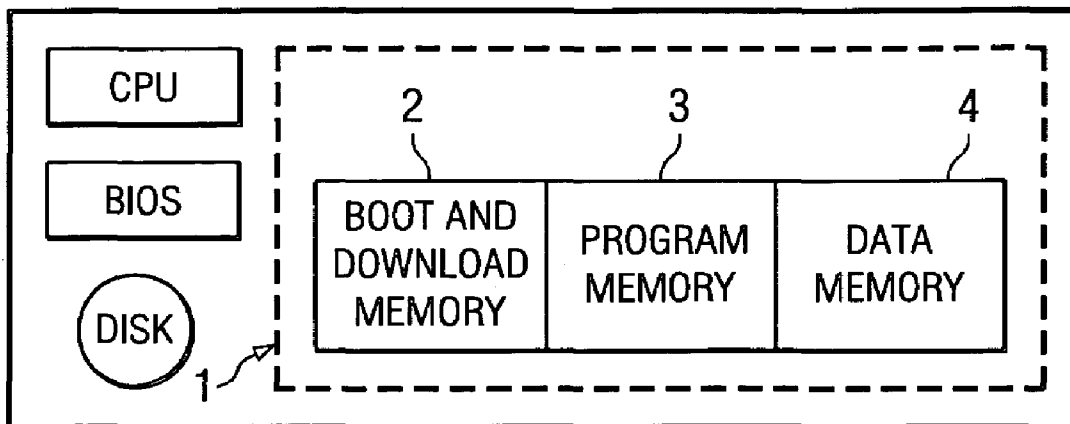 CPU
BIOS
DISK
1
2
3
4
BOOT AND
DOWNLOAD
MEMORY
PROGRAM
MEMORY
DATA
MEMORY